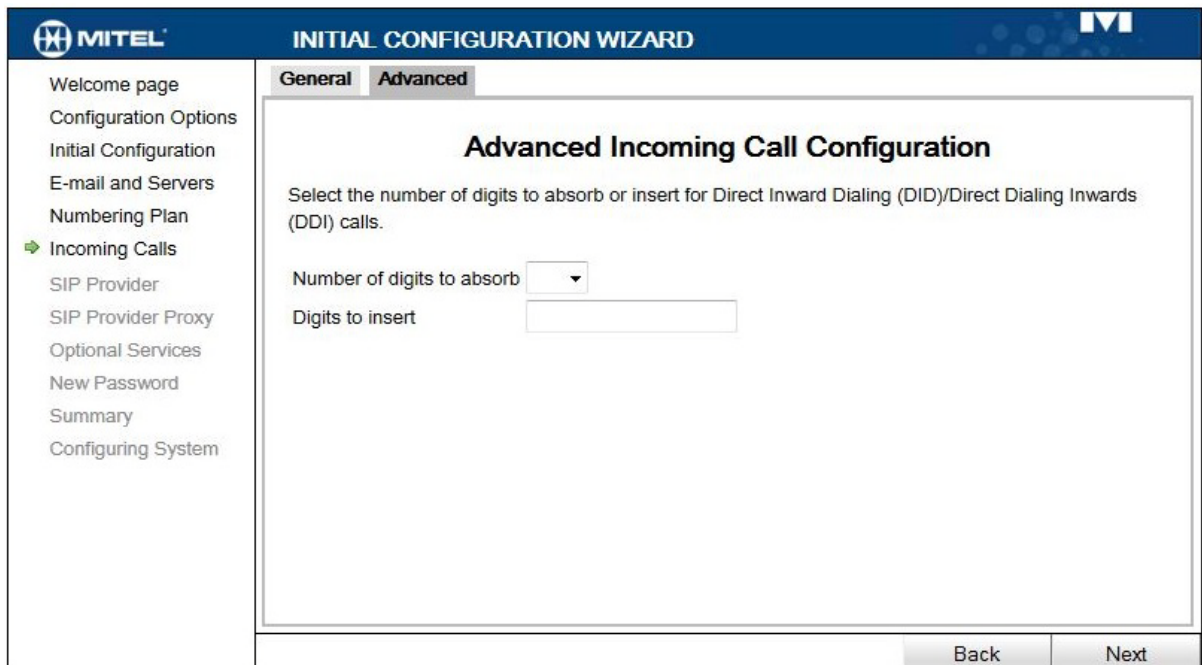 MITEL
INITIAL CONFIGURATION WIZARD
Welcome page
Configuration Options
Initial Configuration
E-mail and Servers
Numbering Plan
Incoming Calls
SIP Provider
SIP Provider Proxy
Optional Services
New Password
Summary
Configuring System
General Advanced
Advanced Incoming Call Configuration
Select the number of digits to absorb or insert for Direct Inward Dialing (DID)/Direct Dialing Inwards
(DDI) calls.
Number of digits to absorb
Digits to insert
Back Next